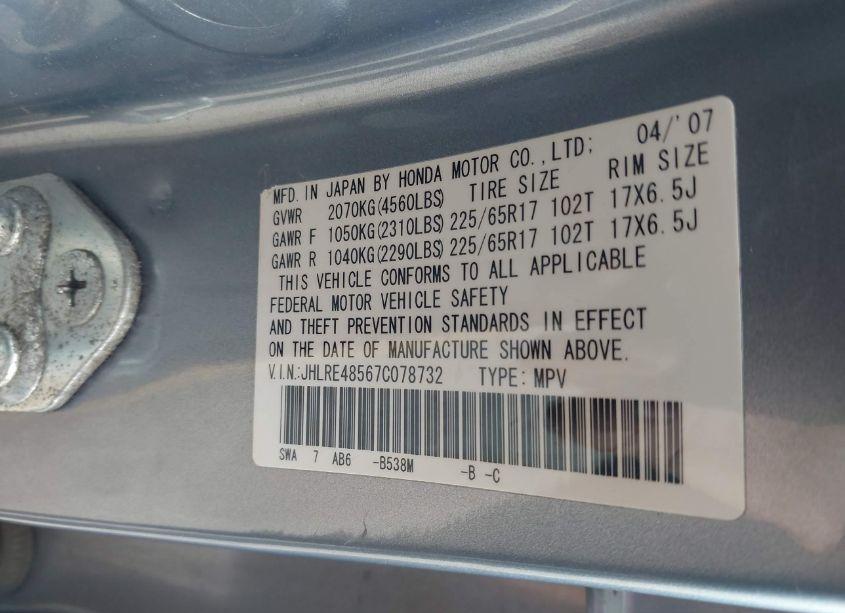 MFD. IN JAPAN BY HONDA MOTOR CO.,LTD; 04/'07
GVWR 2070KG(4560LBS) TIRE SIZE RIM SIZE
GAWR F 1050KG(2310LBS) 225/65R17 102T 17X6.5J
GAWR R 1040KG(2290LBS) 225/65R17 102T 17X6.5J
THIS VEHICLE CONFORMS TO ALL APPLICABLE
FEDERAL MOTOR VEHICLE SAFETY
AND THEFT PREVENTION STANDARDS IN EFFECT
ON THE DATE OF MANUFACTURE SHOWN ABOVE.
V.I.N.:JHLRE48567C078732 TYPE: MPV
SWA 7 AB6 -B538M -B -C